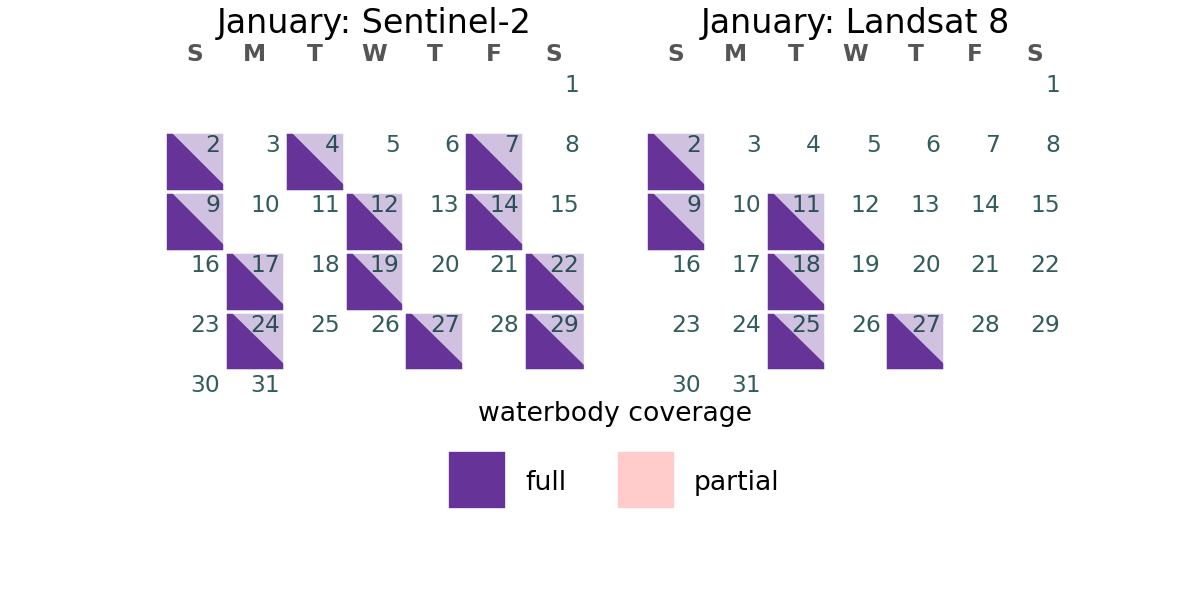 January: Sentinel-2
S M T W T F S
1
2 3 4 5 6 7 8
9 10 11 12 13 14 15
16 17 18 19 20 21 22
23 24 25 26 27 28 29
30 31
January: Landsat 8
S M T W T F S
1
2 3 4 5 6 7 8
9 10 11 12 13 14 15
16 17 18 19 20 21 22
23 24 25 26 27 28 29
30 31
waterbody coverage
full
partial